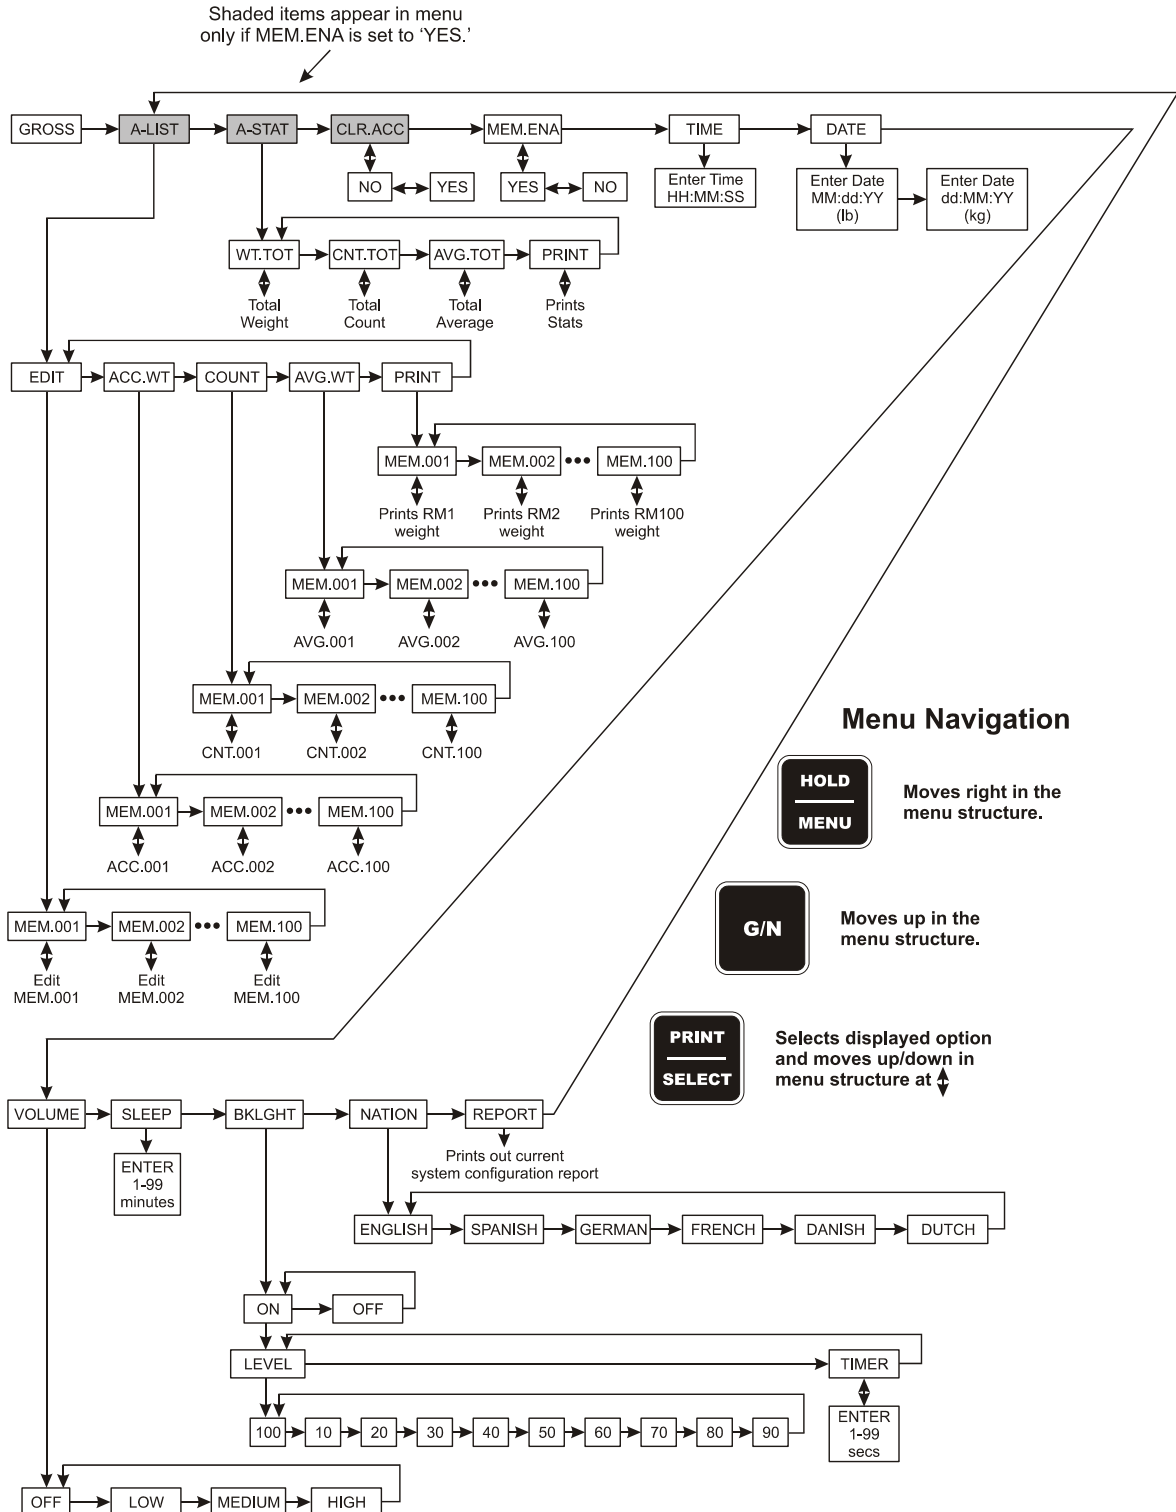 Shaded items appear in menu
only if MEM.ENA is set to ‘YES.’
GROSS
A-LIST
A-STAT
CLR.ACC
MEM.ENA
TIME
DATE
NO
YES
YES
NO
Enter Time
HH:MM:SS
Enter Date
MM:dd:YY
(lb)
Enter Date
dd:MM:YY
(kg)
WT.TOT
CNT.TOT
AVG.TOT
PRINT
Total
Weight
Total
Count
Total
Average
Prints
Stats
EDIT
ACC.WT
COUNT
AVG.WT
PRINT
MEM.001
MEM.002
•••
MEM.100
Prints RM1
weight
Prints RM2
weight
Prints RM100
weight
MEM.001
MEM.002
•••
MEM.100
AVG.001
AVG.002
AVG.100
MEM.001
MEM.002
•••
MEM.100
CNT.001
CNT.002
CNT.100
MEM.001
MEM.002
•••
MEM.100
ACC.001
ACC.002
ACC.100
MEM.001
MEM.002
•••
MEM.100
Edit
MEM.001
Edit
MEM.002
Edit
MEM.100
Menu Navigation
HOLD
MENU
Moves right in the
menu structure.
G/N
Moves up in the
menu structure.
PRINT
SELECT
Selects displayed option
and moves up/down in
menu structure at
VOLUME
SLEEP
BKLGHT
NATION
REPORT
ENTER
1-99
minutes
Prints out current
system configuration report
ENGLISH
SPANISH
GERMAN
FRENCH
DANISH
DUTCH
ON
OFF
LEVEL
TIMER
100
10
20
30
40
50
60
70
80
90
ENTER
1-99
secs
OFF
LOW
MEDIUM
HIGH